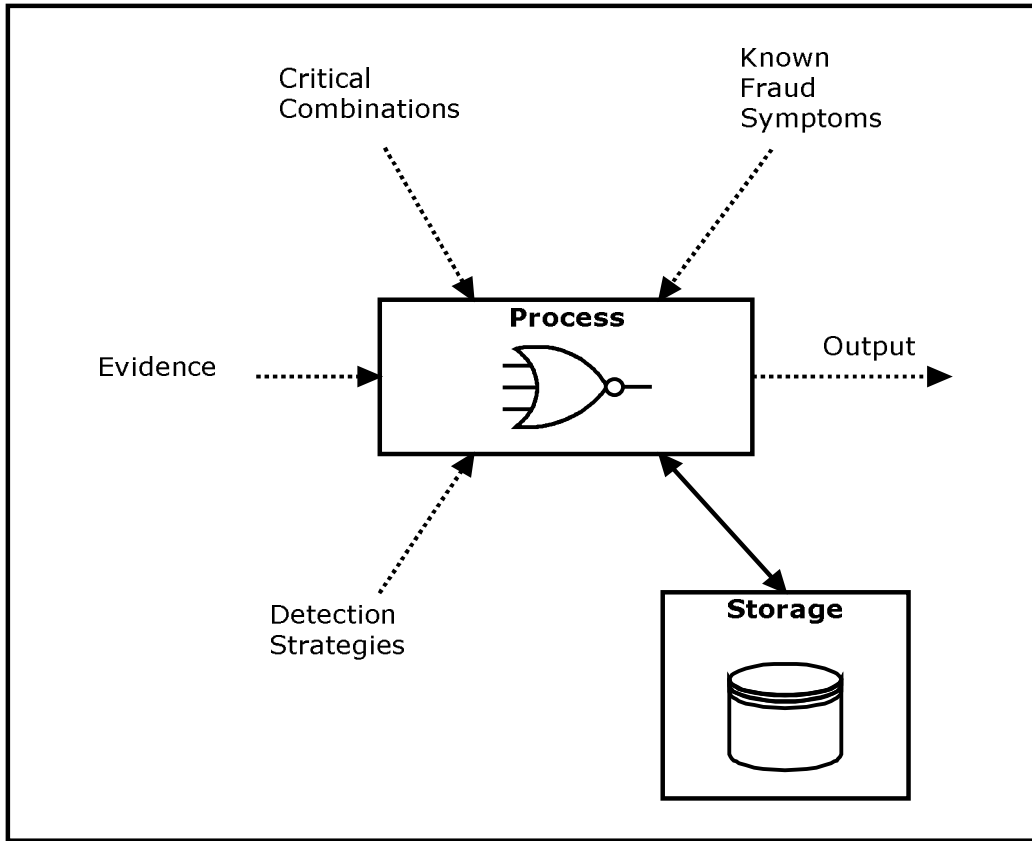 Critical
Combinations
Known
Fraud
Symptoms
Process
Evidence
Output
Detection
Strategies
Storage